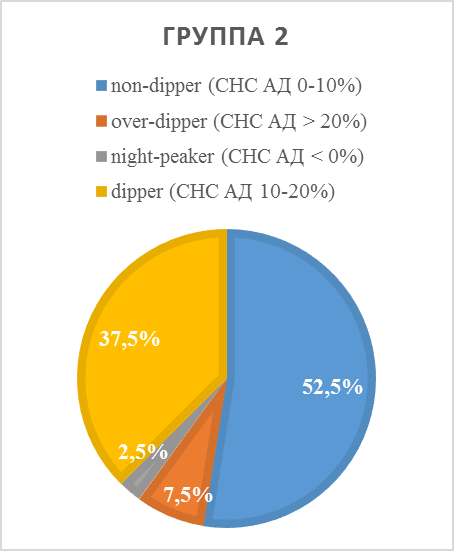 ГРУППА 2
non-dipper (СНС АД 0-10%)
over-dipper (СНС АД > 20%)
night-peaker (СНС АД < 0%)
dipper (СНС АД 10-20%)
37,5%
52,5%
2,5%
7,5%